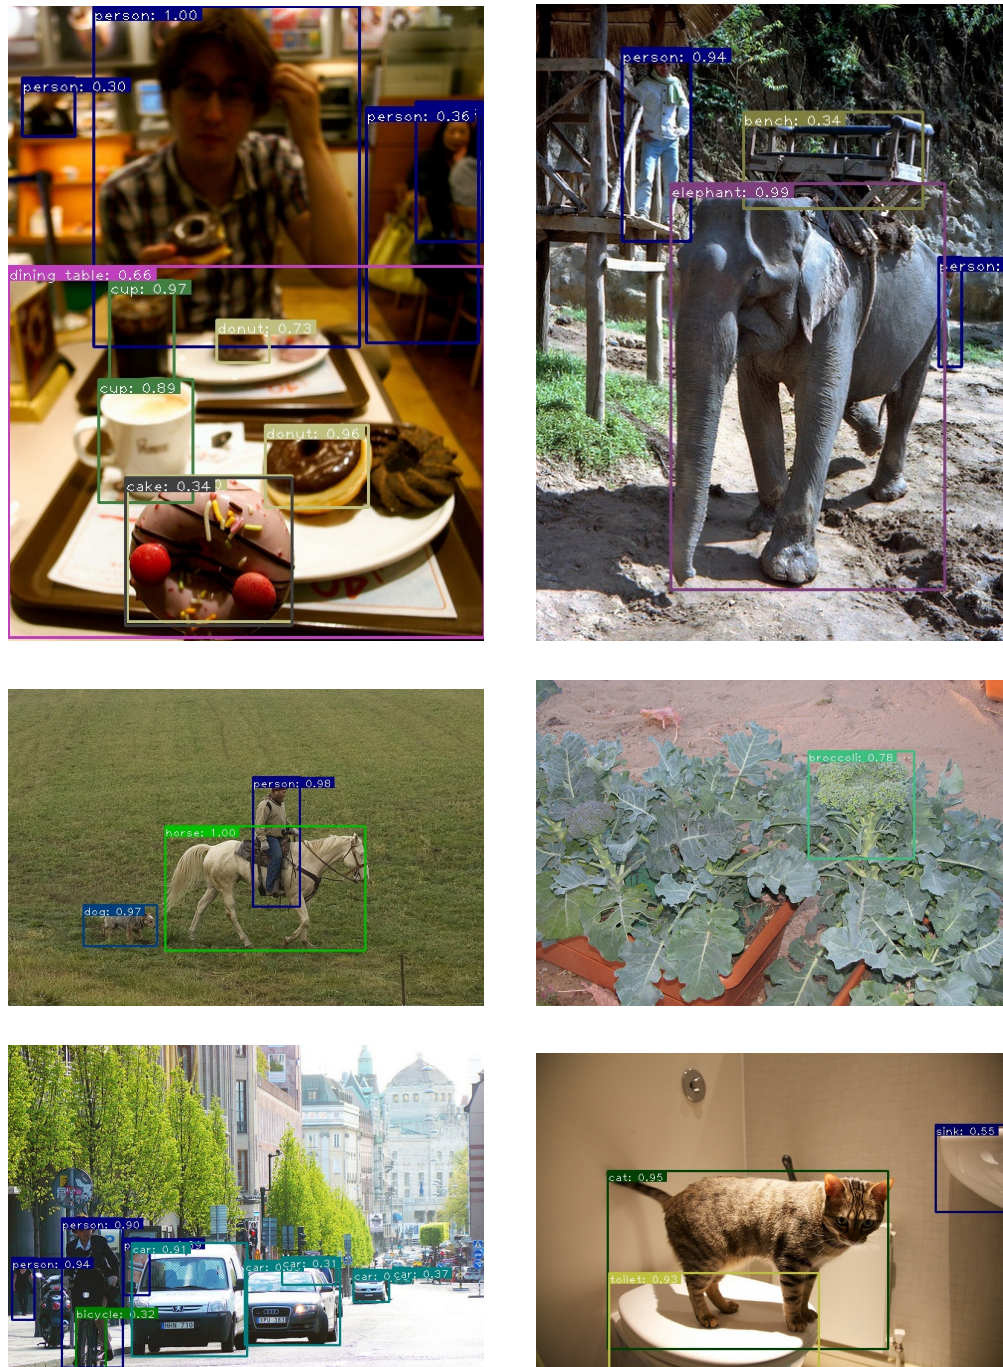 person: 1.00
person: 0.30
person: 0.36
dining table: 0.66
cup: 0.97
donut: 0.73
cup: 0.89
donut: 0.96
cake: 0.34
person: 0.94
bench: 0.34
elephant: 0.99
person:
person: 0.98
horse: 1.00
dog: 0.97
broccoli: 0.78
person: 0.90
car: 0.91
person: 0.94
car: 0.31
car: 0.37
bicycle: 0.32
cat: 0.95
sink: 0.55
toilet: 0.93